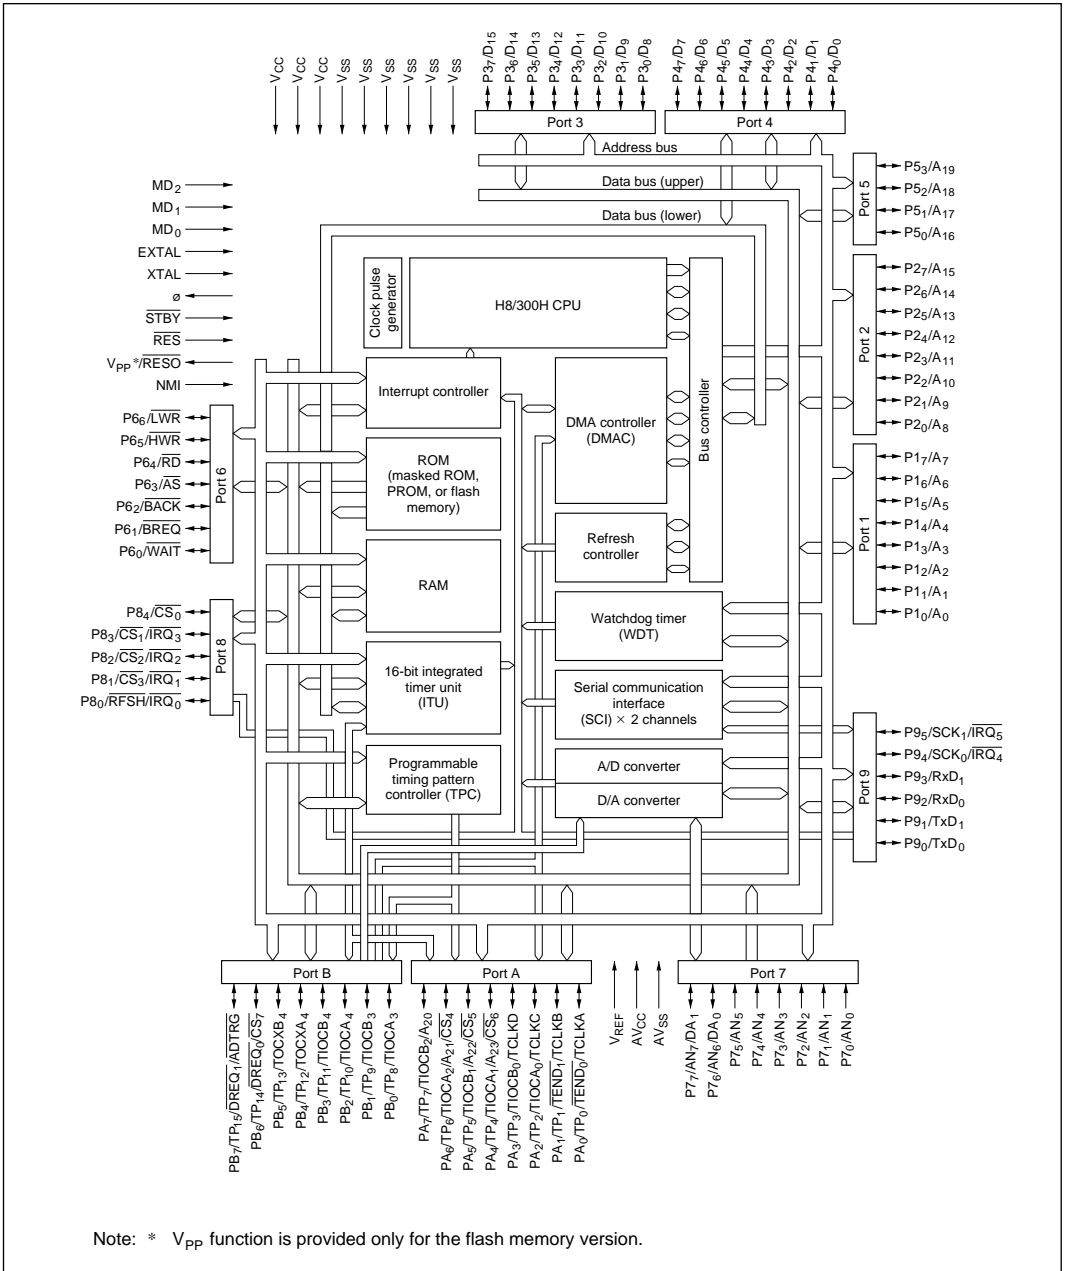 VCC
VCC
VCC
VSS
VSS
VSS
VSS
VSS
VSS
P37/D15
P36/D14
P35/D13
P34/D12
P33/D11
P32/D10
P31/D9
P30/D8
P47/D7
P46/D6
P45/D5
P44/D4
P43/D3
P42/D2
P41/D1
P40/D0
Port 3
Port 4
Address bus
Data bus (upper)
Data bus (lower)
MD2
MD1
MD0
EXTAL
XTAL
ø
STBY
RES
VPP*/RESO
NMI
Port 5
P53/A19
P52/A18
P51/A17
P50/A16
Port 2
P27/A15
P26/A14
P25/A13
P24/A12
P23/A11
P22/A10
P21/A9
P20/A8
Port 1
P17/A7
P16/A6
P15/A5
P14/A4
P13/A3
P12/A2
P11/A1
P10/A0
Clock pulse
generator
H8/300H CPU
Bus controller
Interrupt controller
DMA controller
(DMAC)
ROM
(masked ROM,
PROM, or flash
memory)
Refresh
controller
RAM
Watchdog timer
(WDT)
16-bit integrated
timer unit
(ITU)
Serial communication
interface
(SCI) × 2 channels
Programmable
timing pattern
controller (TPC)
A/D converter
D/A converter
P66/LWR
P65/HWR
P64/RD
P63/AS
P62/BACK
P61/BREQ
P60/WAIT
Port 6
P84/CS0
P83/CS1/IRQ3
P82/CS2/IRQ2
P81/CS3/IRQ1
P80/RFSH/IRQ0
Port 8
Port 9
P95/SCK1/IRQ5
P94/SCK0/IRQ4
P93/RxD1
P92/RxD0
P91/TxD1
P90/TxD0
Port B
Port A
Port 7
PB7/TP15/DREQ1/ADTRG
PB6/TP14/DREQ0/CS7
PB5/TP13/TOCXB4
PB4/TP12/TOCXA4
PB3/TP11/TIOCB4
PB2/TP10/TIOCA4
PB1/TP9/TIOCB3
PB0/TP8/TIOCA3
PA7/TP7/TIOCB2/A20
PA6/TP6/TIOCA2/A21/CS4
PA5/TP5/TIOCB1/A22/CS5
PA4/TP4/TIOCA1/A23/CS6
PA3/TP3/TIOCB0/TCLKD
PA2/TP2/TIOCA0/TCLKC
PA1/TP1/TEND1/TCLKB
PA0/TP0/TEND0/TCLKA
VREF
AVCC
AVSS
P77/AN7/DA1
P76/AN6/DA0
P75/AN5
P74/AN4
P73/AN3
P72/AN2
P71/AN1
P70/AN0
Note: * VPP function is provided only for the flash memory version.